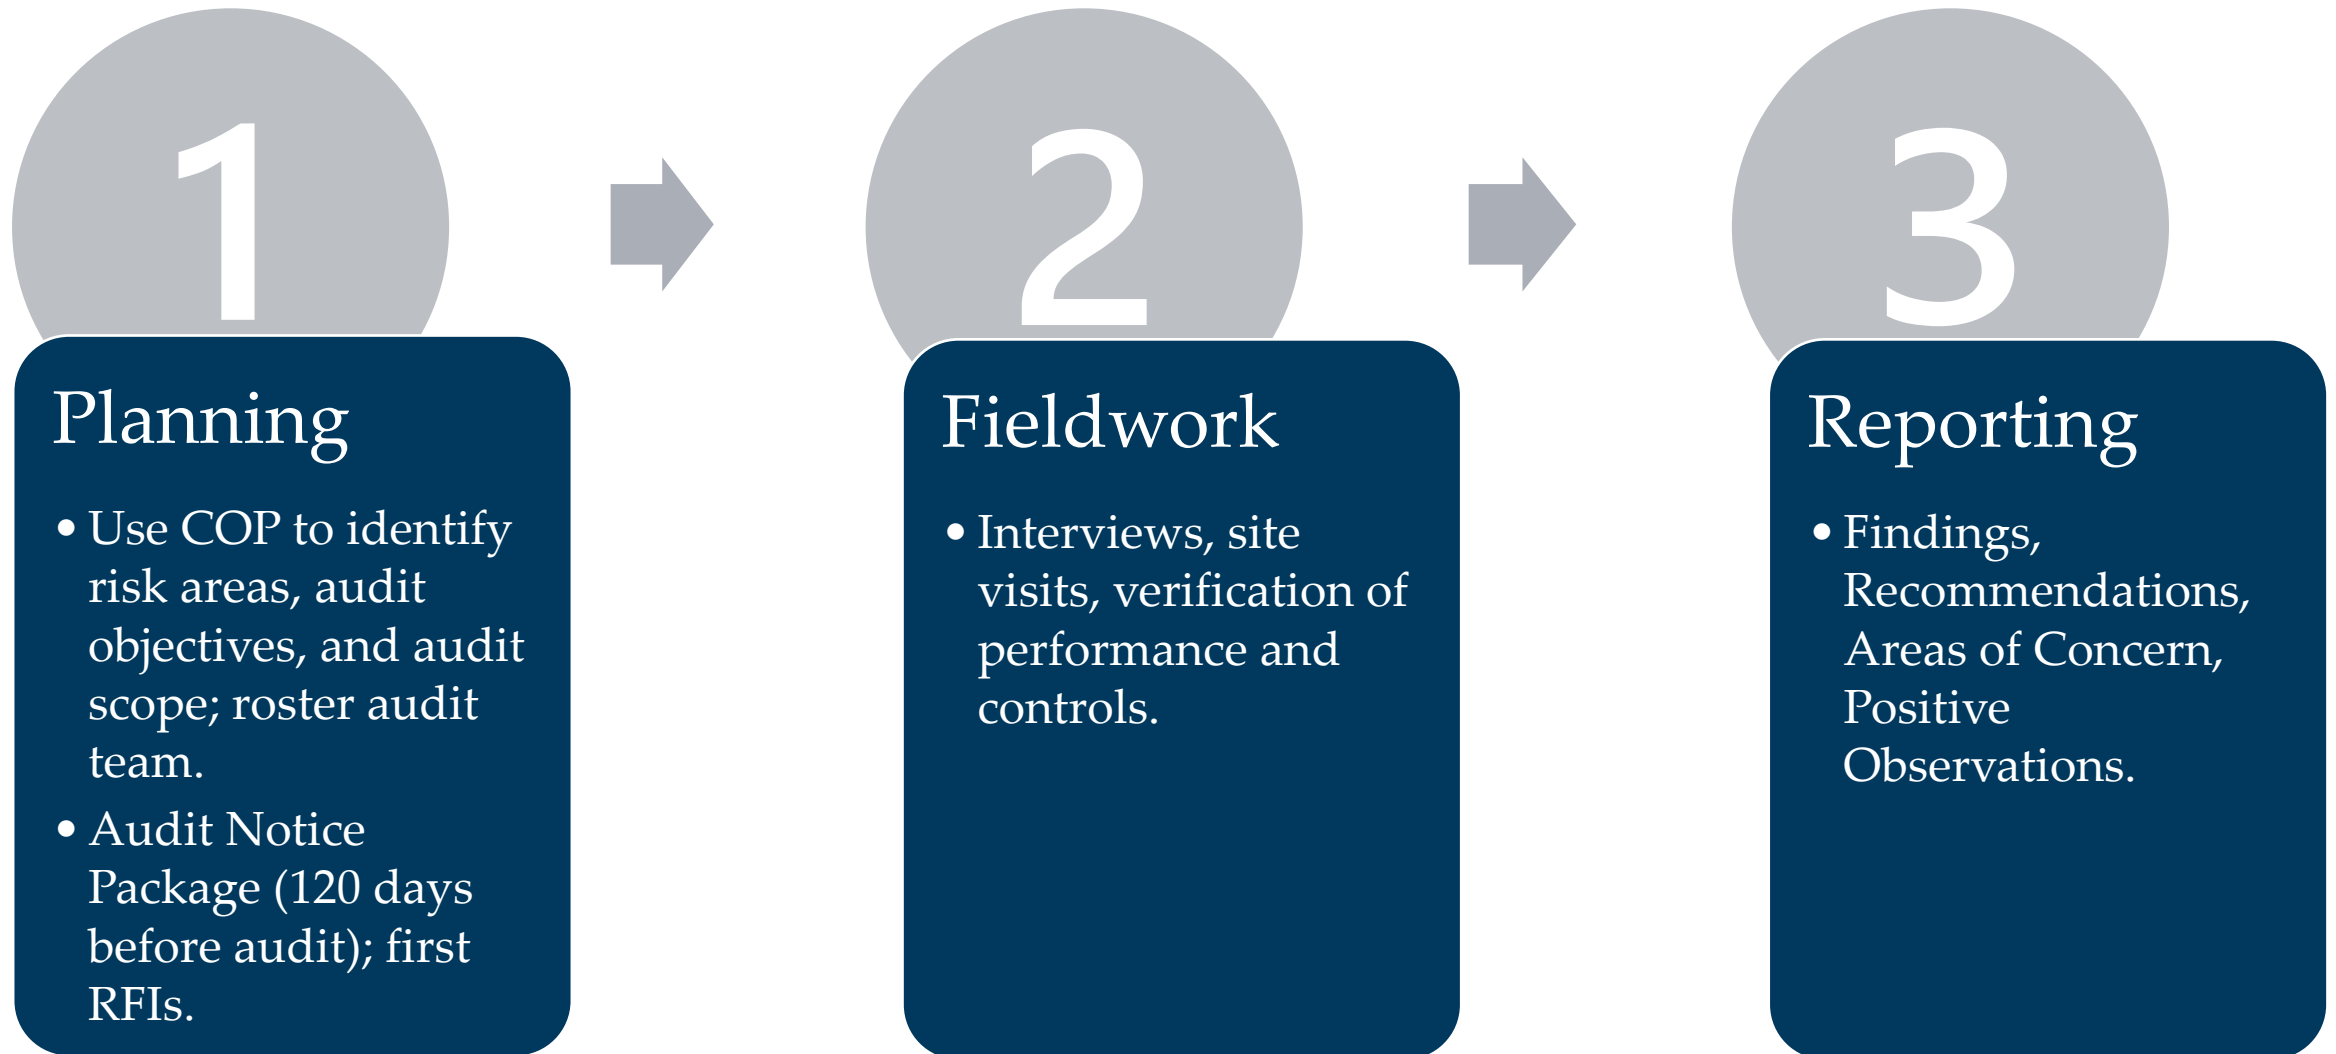 1
Planning
• Use COP to identify
risk areas, audit
objectives, and audit
scope; roster audit
team.
• Audit Notice
Package (120 days
before audit); first
RFIs.
2
Fieldwork
• Interviews, site
visits, verification of
performance and
controls.
3
Reporting
• Findings,
Recommendations,
Areas of Concern,
Positive
Observations.